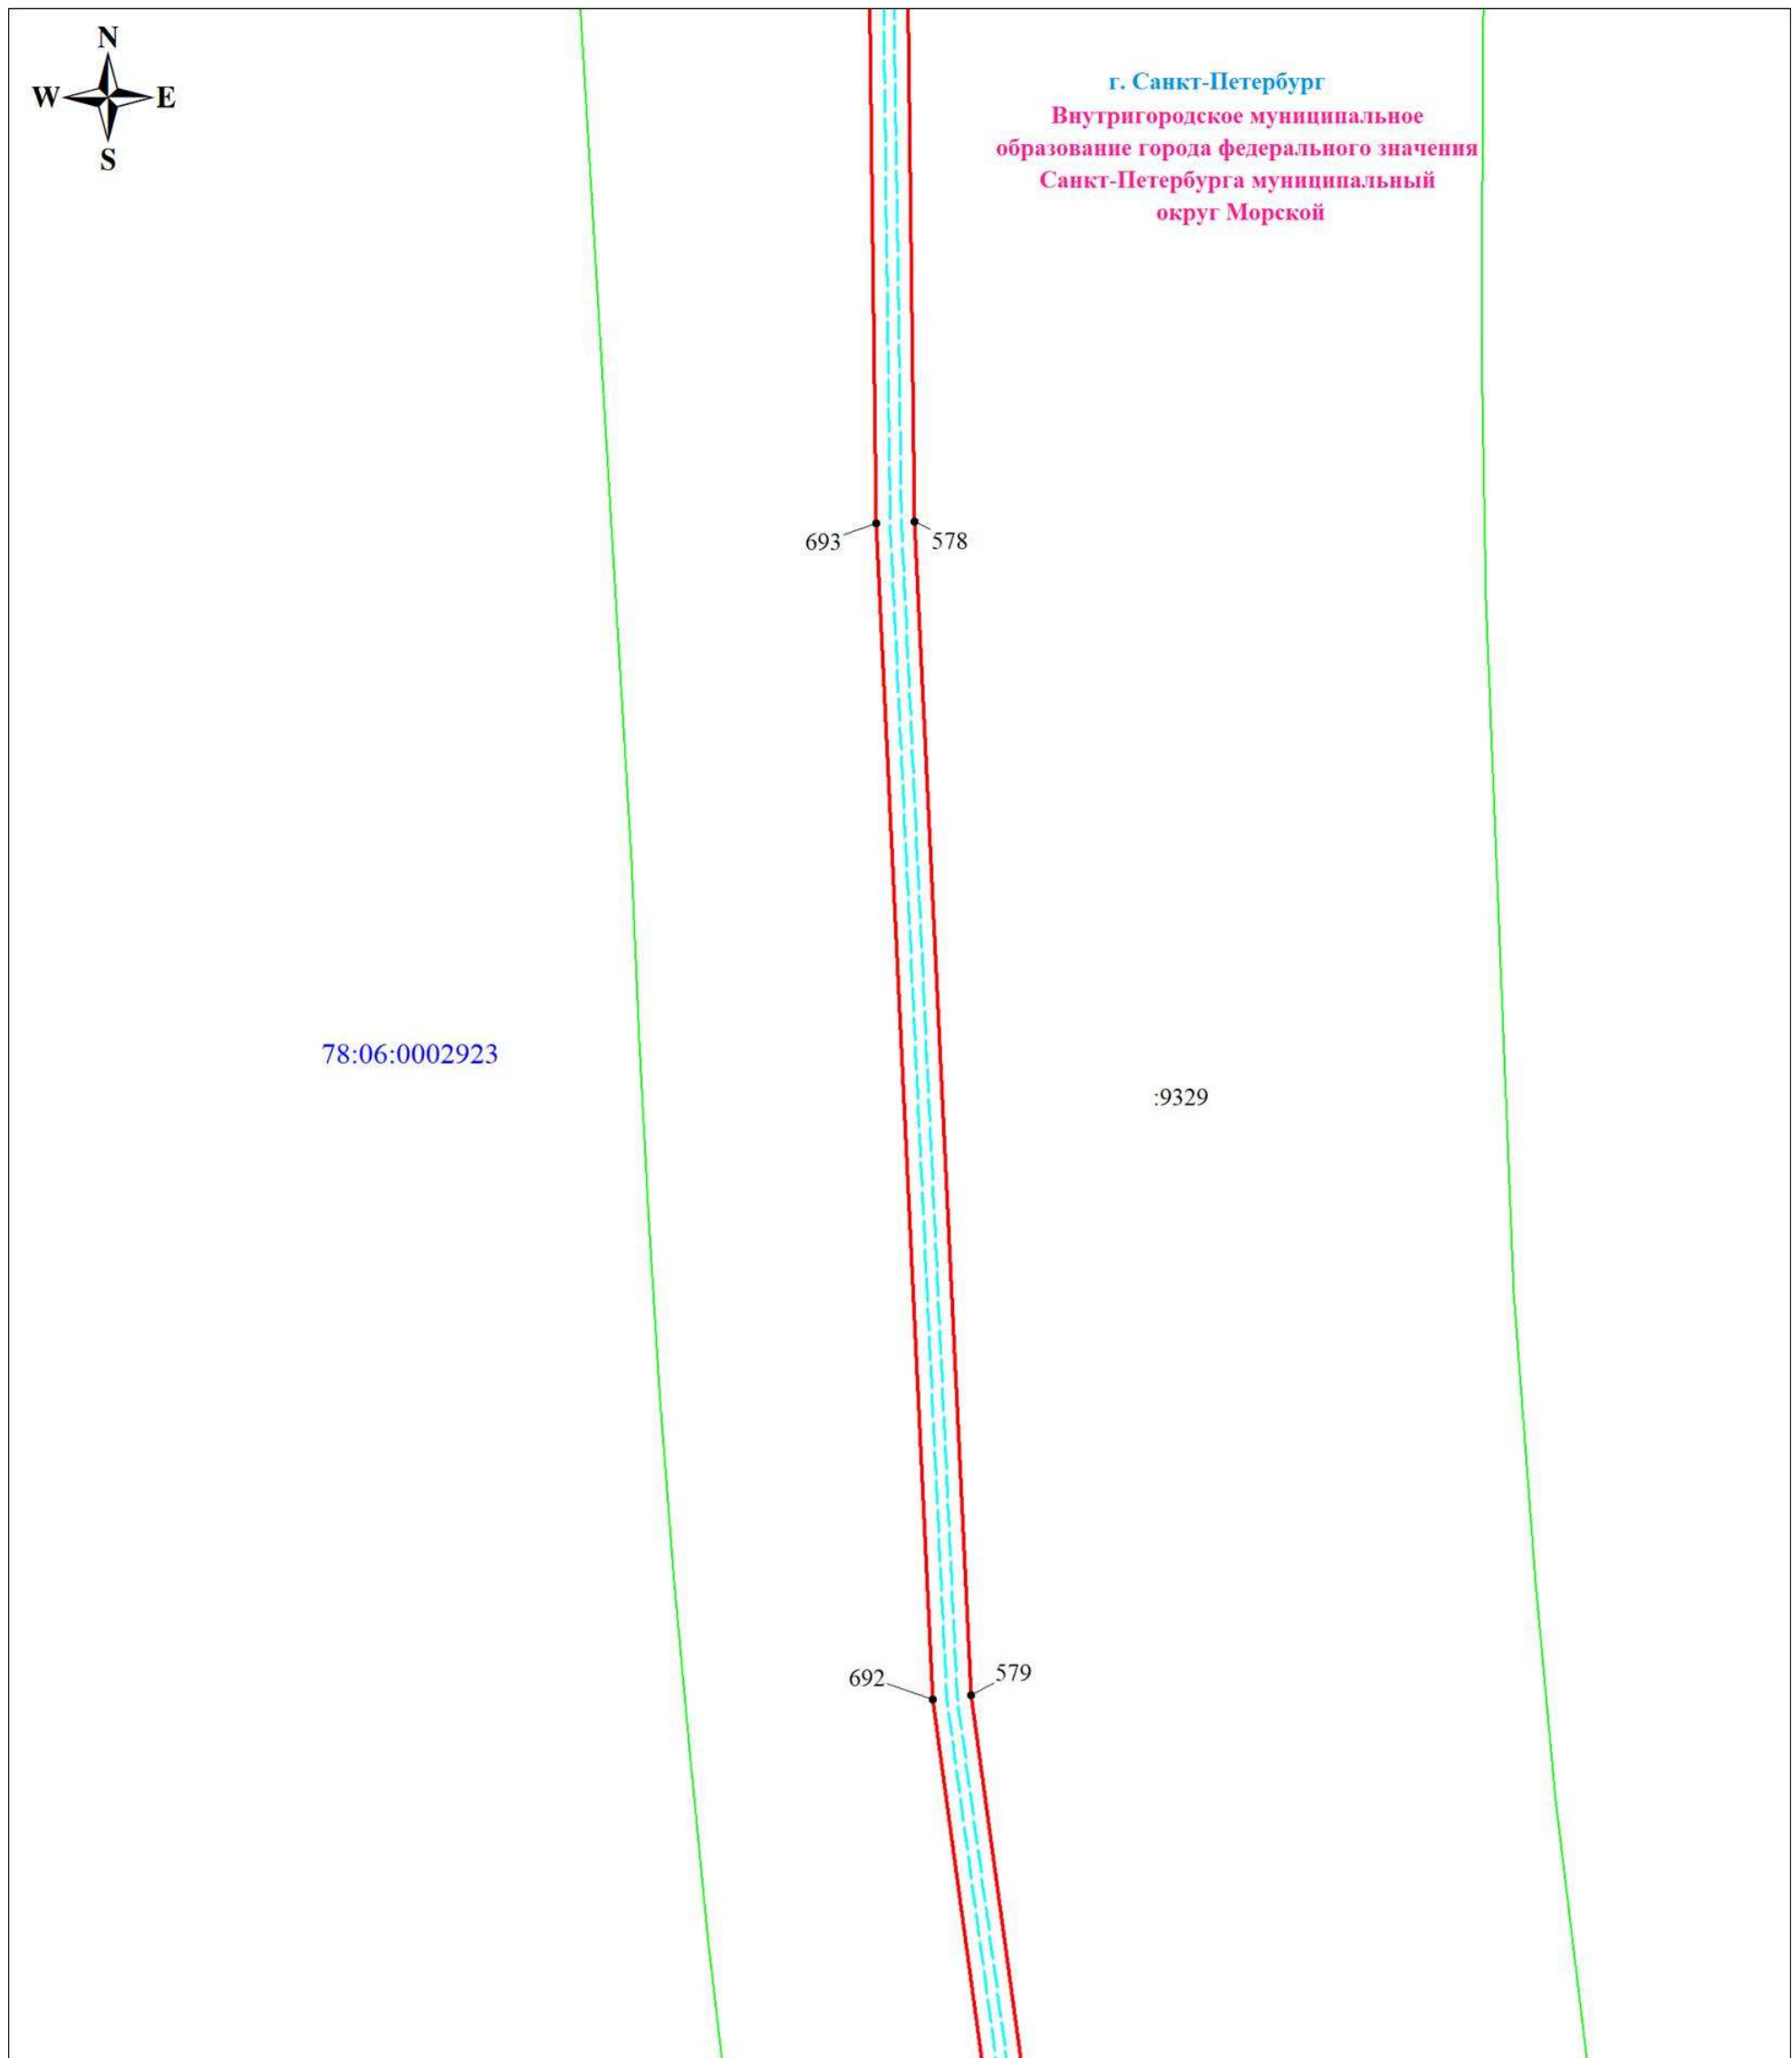 N
W E
S
г. Санкт-Петербург
Внутригородское муниципальное
образование города федерального значения
Санкт-Петербурга муниципальный
округ Морской
693
578
78:06:0002923
:9329
692
579